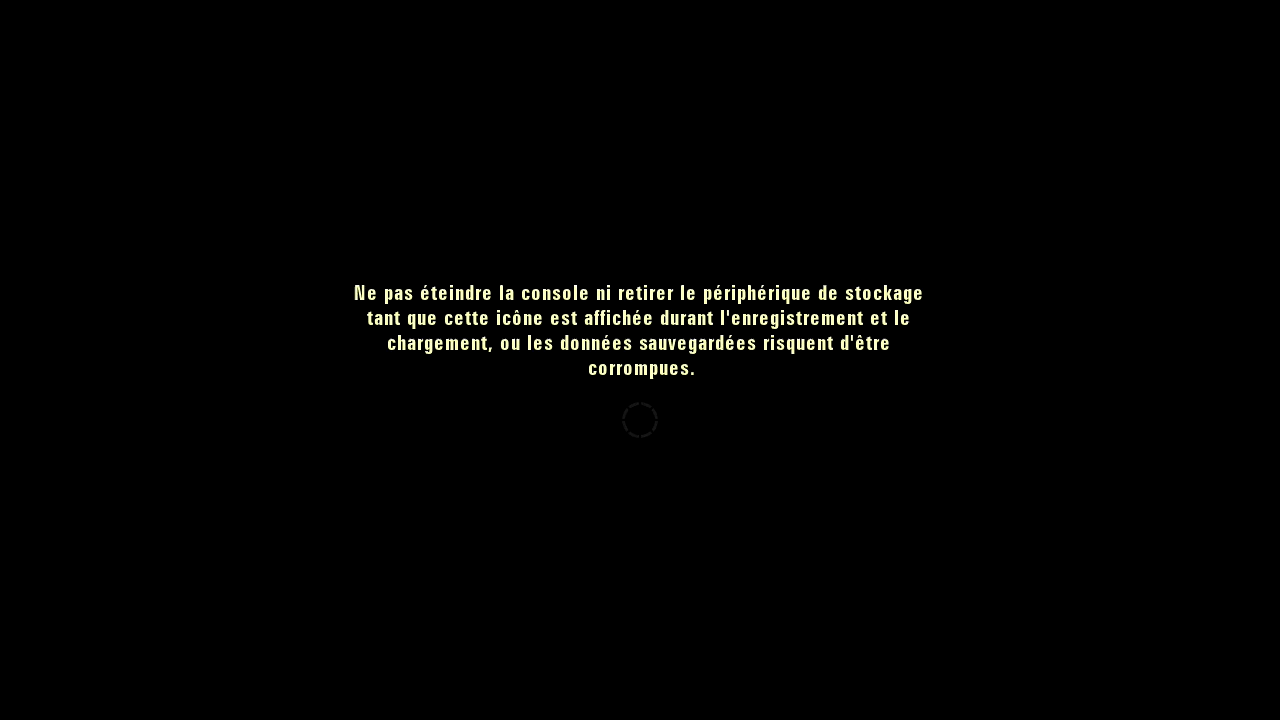 Ne pas éteindre la console ni retirer le périphérique de stockage
tant que cette icône est affichée durant l'enregistrement et le
chargement, ou les données sauvegardées risquent d'être
corrompues.